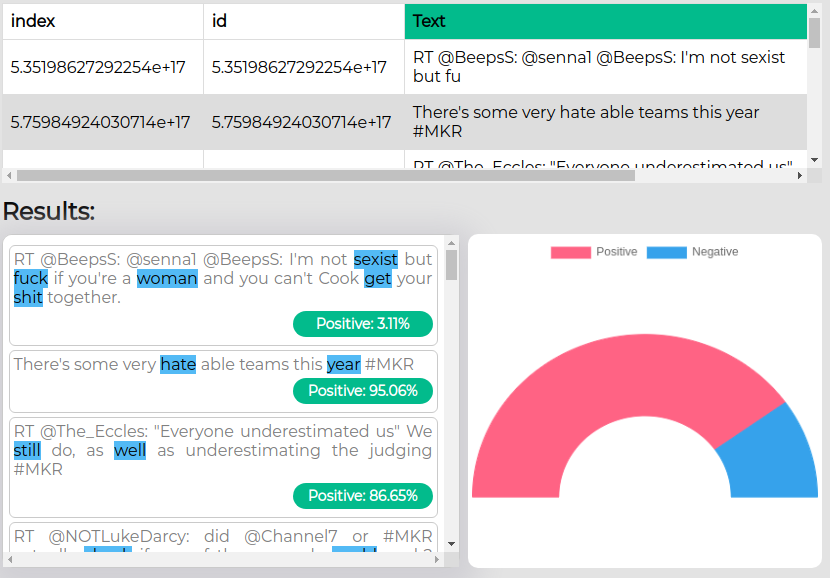 index id Text
5.35198627292254e+17 5.35198627292254e+17 RT @BeepsS: @senna1 @BeepsS: I'm not sexist
but fu
5.75984924030714e+17 5.75984924030714e+17 There's some very hate able teams this year
#MKR
RT @The_Eccles: "Everyone underestimated us"
Results:
RT @BeepsS: @senna1 @BeepsS: I'm not sexist but
fuck if you're a woman and you can't Cook get your
shit together.
Positive: 3.11%
There's some very hate able teams this year #MKR
Positive: 95.06%
RT @The_Eccles: "Everyone underestimated us" We
still do, as well as underestimating the judging
#MKR
Positive: 86.65%
RT @NOTLukeDarcy: did @Channel7 or #MKR
Positive Negative